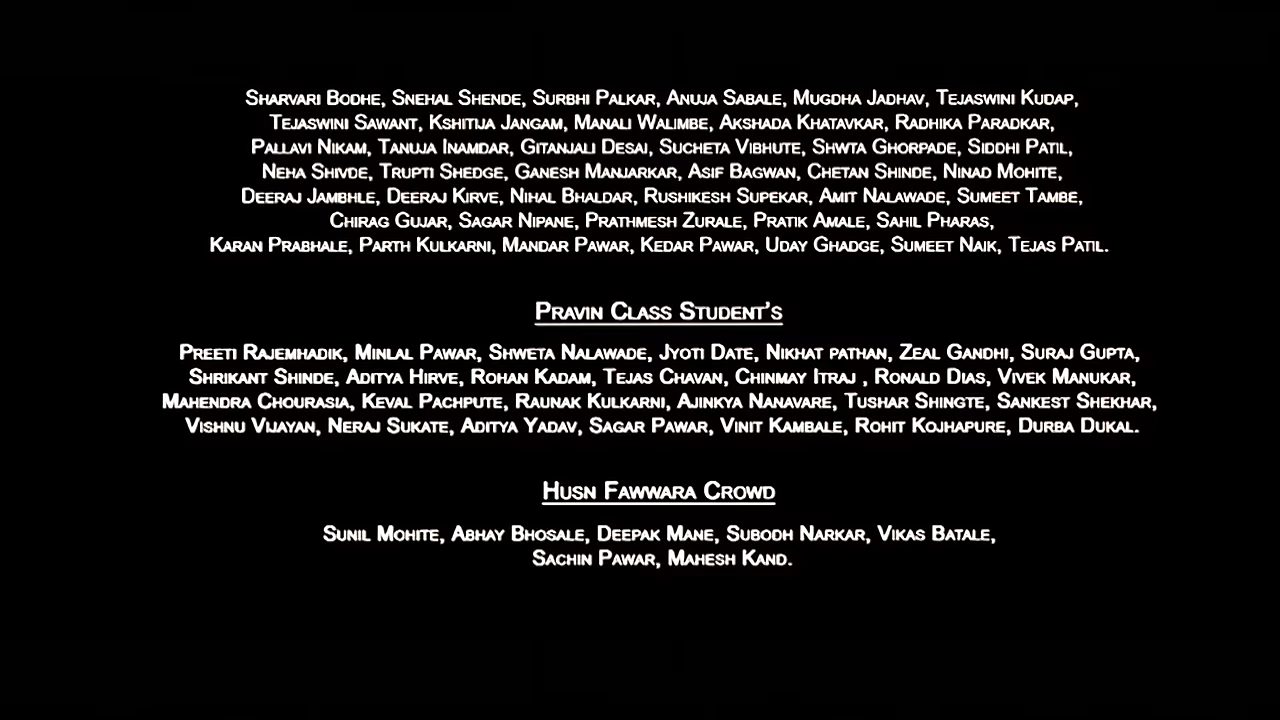 Sharvari Bodhe, Snehal Shende, Surbhi Palkar, Anuja Sabale, Mugdha Jadhav, Tejaswini Kudap,
Tejaswini Sawant, Kshitija Jangam, Manali Walimbe, Akshada Khatavkar, Radhika Paradkar,
Pallavi Nikam, Tanuja Inamdar, Gitanjali Desai, Sucheta Vibhute, Shwta Ghorpade, Siddhi Patil,
Neha Shivde, Trupti Shedge, Ganesh Manjarkar, Asif Bagwan, Chetan Shinde, Ninad Mohite,
Deeraj Jambhle, Deeraj Kirve, Nihal Bhaldar, Rushikesh Supekar, Amit Nalawade, Sumeet Tambe,
Chirag Gujar, Sagar Nipane, Prathmesh Zurale, Pratik Amale, Sahil Pharas,
Karan Prabhale, Parth Kulkarni, Mandar Pawar, Kedar Pawar, Uday Ghadge, Sumeet Naik, Tejas Patil.
Pravin Class Student's
Preeti Rajemhadik, Minlal Pawar, Shweta Nalawade, Jyoti Date, Nikhat pathan, Zeal Gandhi, Suraj Gupta,
Shrikant Shinde, Aditya Hirve, Rohan Kadam, Tejas Chavan, Chinmay Itraj , Ronald Dias, Vivek Manukar,
Mahendra Chourasia, Keval Pachpute, Raunak Kulkarni, Ajinkya Nanavare, Tushar Shingte, Sankest Shekhar,
Vishnu Vijayan, Neraj Sukate, Aditya Yadav, Sagar Pawar, Vinit Kambale, Rohit Kojhapure, Durba Dukal.
Husn Fawwara Crowd
Sunil Mohite, Abhay Bhosale, Deepak Mane, Subodh Narkar, Vikas Batale,
Sachin Pawar, Mahesh Kand.